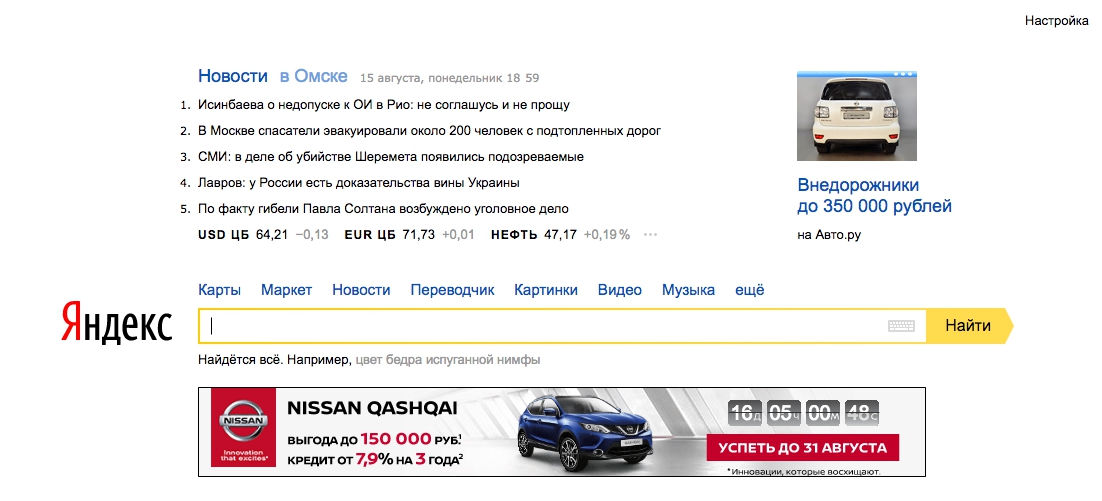 Настройка
Новости в Омске 15 августа, понедельник 18 59
1. Исинбаева о недопуске к ОИ в Рио: не соглашусь и не прощу
2. В Москве спасатели эвакуировали около 200 человек с подтопленных дорог
3. СМИ: в деле об убийстве Шеремета появились подозреваемые
4. Лавров: у России есть доказательства вины Украины
5. По факту гибели Павла Солтана возбуждено уголовное дело
USD ЦБ 64,21 −0,13 EUR ЦБ 71,73 +0,01 НЕФТЬ 47,17 +0,19% ···
Внедорожники
до 350 000 рублей
на Авто.ру
Карты Маркет Новости Переводчик Картинки Видео Музыка ещё
Яндекс
Найти
Найдётся всё. Например, цвет бедра испуганной нимфы
NISSAN
Innovation
that excites*
NISSAN QASHQAI
ВЫГОДА ДО 150 000 РУБ.¹
КРЕДИТ ОТ 7,9% НА 3 ГОДА²
16д 05ч 00м 48с
УСПЕТЬ ДО 31 АВГУСТА
*Инновации, которые восхищают.